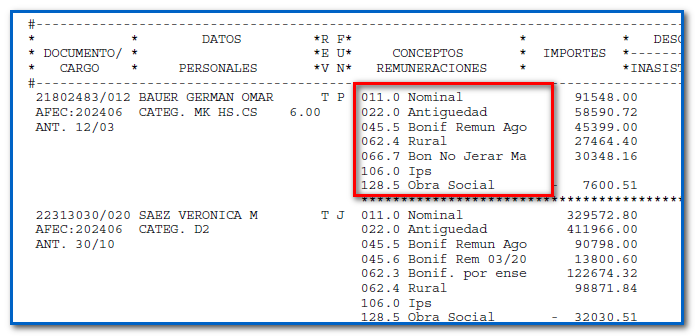 #------------------------------------------------------------------------
*            *        DATOS         *R F*                    *            *   DESC
* DOCUMENTO/ *                      *E U*     CONCEPTOS      *  IMPORTES  *--------
*   CARGO    *     PERSONALES       *V N*   REMUNERACIONES   *            *INASIST
#------------------------------------------------------------------------
21802483/012 BAUER GERMAN OMAR      T P 011.0 Nominal              91548.00
AFEC:202406  CATEG. MK HS.CS    6.00    022.0 Antiguedad           58590.72
ANT. 12/03                              045.5 Bonif Remun Ago      45399.00
062.4 Rural                27464.40
066.7 Bon No Jerar Ma      30348.16
106.0 Ips
128.5 Obra Social       -   7600.51
*****************************************
22313030/020 SAEZ VERONICA M        T J 011.0 Nominal             329572.80
AFEC:202406  CATEG. D2                  022.0 Antiguedad          411966.00
ANT. 30/10                              045.5 Bonif Remun Ago      90798.00
045.6 Bonif Rem 03/20      13800.60
062.3 Bonif. por ense     122674.32
062.4 Rural                98871.84
106.0 Ips
128.5 Obra Social       -  32030.51